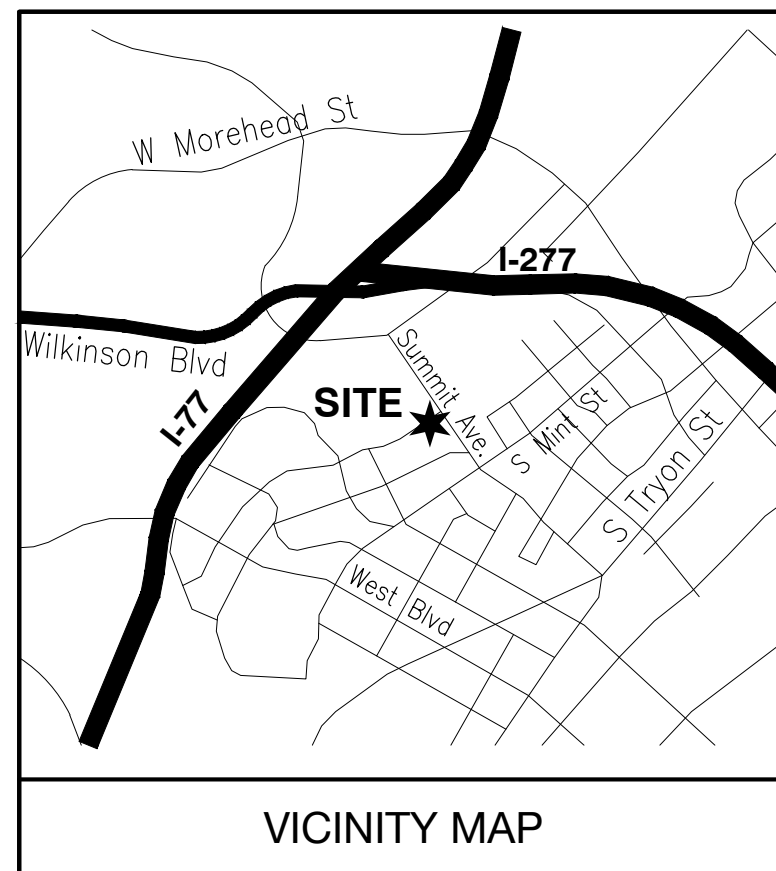 W Morehead St
I-277
Wilkinson Blvd
Summit Ave.
I-77
SITE
S Mint St
S Tryon St
West Blvd
VICINITY MAP